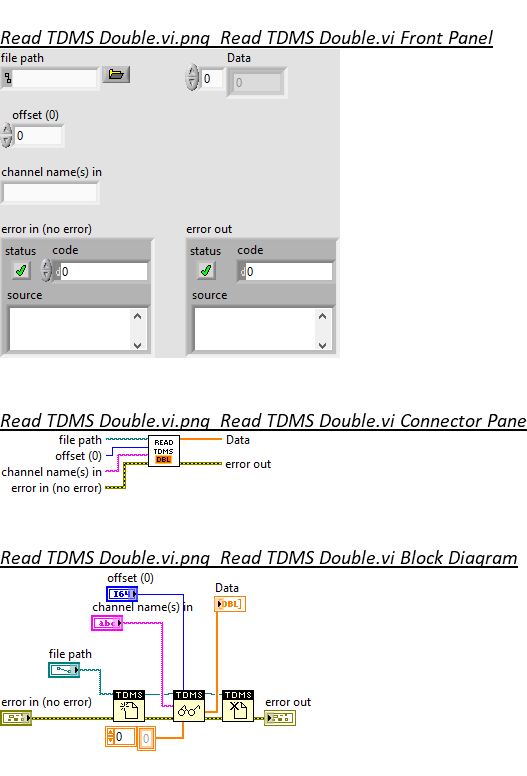 Read TDMS Double.vi.png  Read TDMS Double.vi Front Panel
file path
Data
0
0
offset (0)
0
channel name(s) in
error in (no error)
error out
status code
status code
d0
d0
source
source
Read TDMS Double.vi.png  Read TDMS Double.vi Connector Pane
file path
READ
TDMS
DBL
Data
offset (0)
channel name(s) in
error out
error in (no error)
Read TDMS Double.vi.png  Read TDMS Double.vi Block Diagram
offset (0)
I64
Data
DBL]
channel name(s) in
abc
file path
TDMS
TDMS
TDMS
error in (no error)
error out
0
0